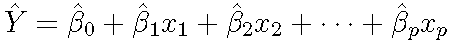 Ŷ = β̂₀ + β̂₁x₁ + β̂₂x₂ + ⋯ + β̂ₚxₚ